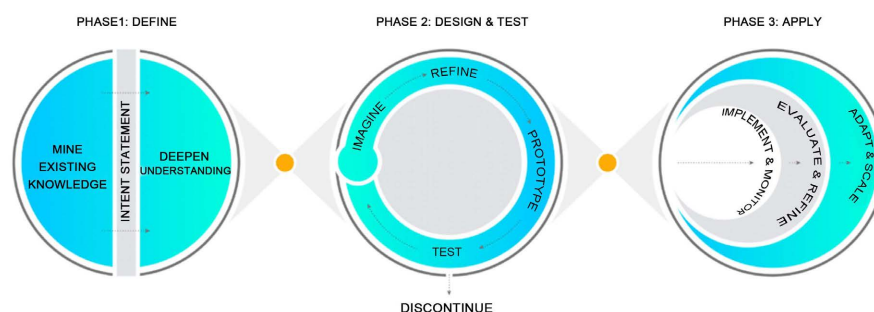 PHASE1: DEFINE
PHASE 2: DESIGN & TEST
PHASE 3: APPLY
MINE
EXISTING
KNOWLEDGE
INTENT STATEMENT
DEEPEN
UNDERSTANDING
IMAGINE
REFINE
PROTOTYPE
TEST
DISCONTINUE
IMPLEMENT & MONITOR
EVALUATE & REFINE
ADAPT & SCALE